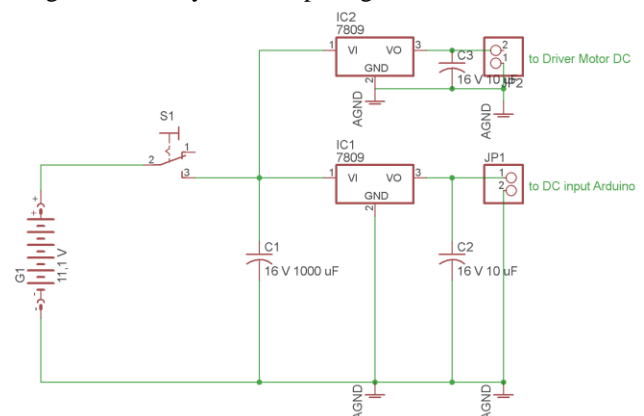 IC2
7809
1 VI VO 3
GND
2
C3
16 V 10 uF
2
1
JP2
to Driver Motor DC
AGND
AGND
S1
2
1
3
IC1
7809
1 VI VO 3
GND
2
JP1
1
2
to DC input Arduino
+
+
G1
11,1 V
-
-
C1
16 V 1000 uF
C2
16 V 10 uF
AGND
AGND